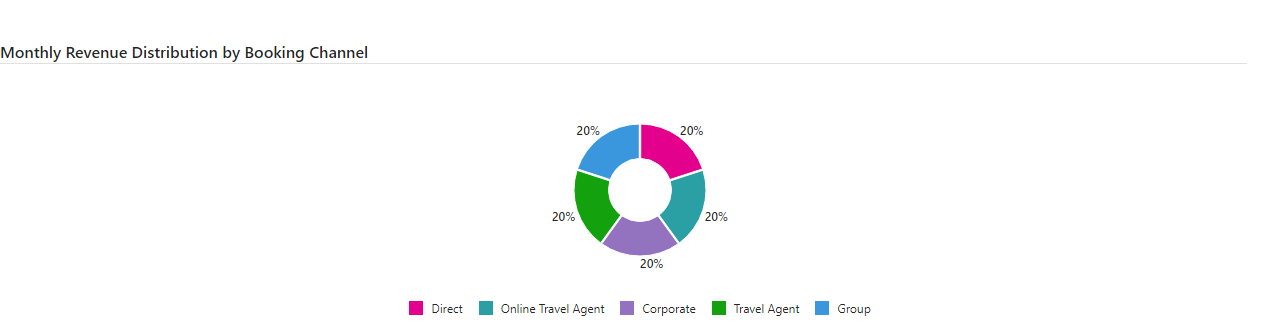 Monthly Revenue Distribution by Booking Channel
20% 20%
20% 20%
20%
Direct Online Travel Agent Corporate Travel Agent Group